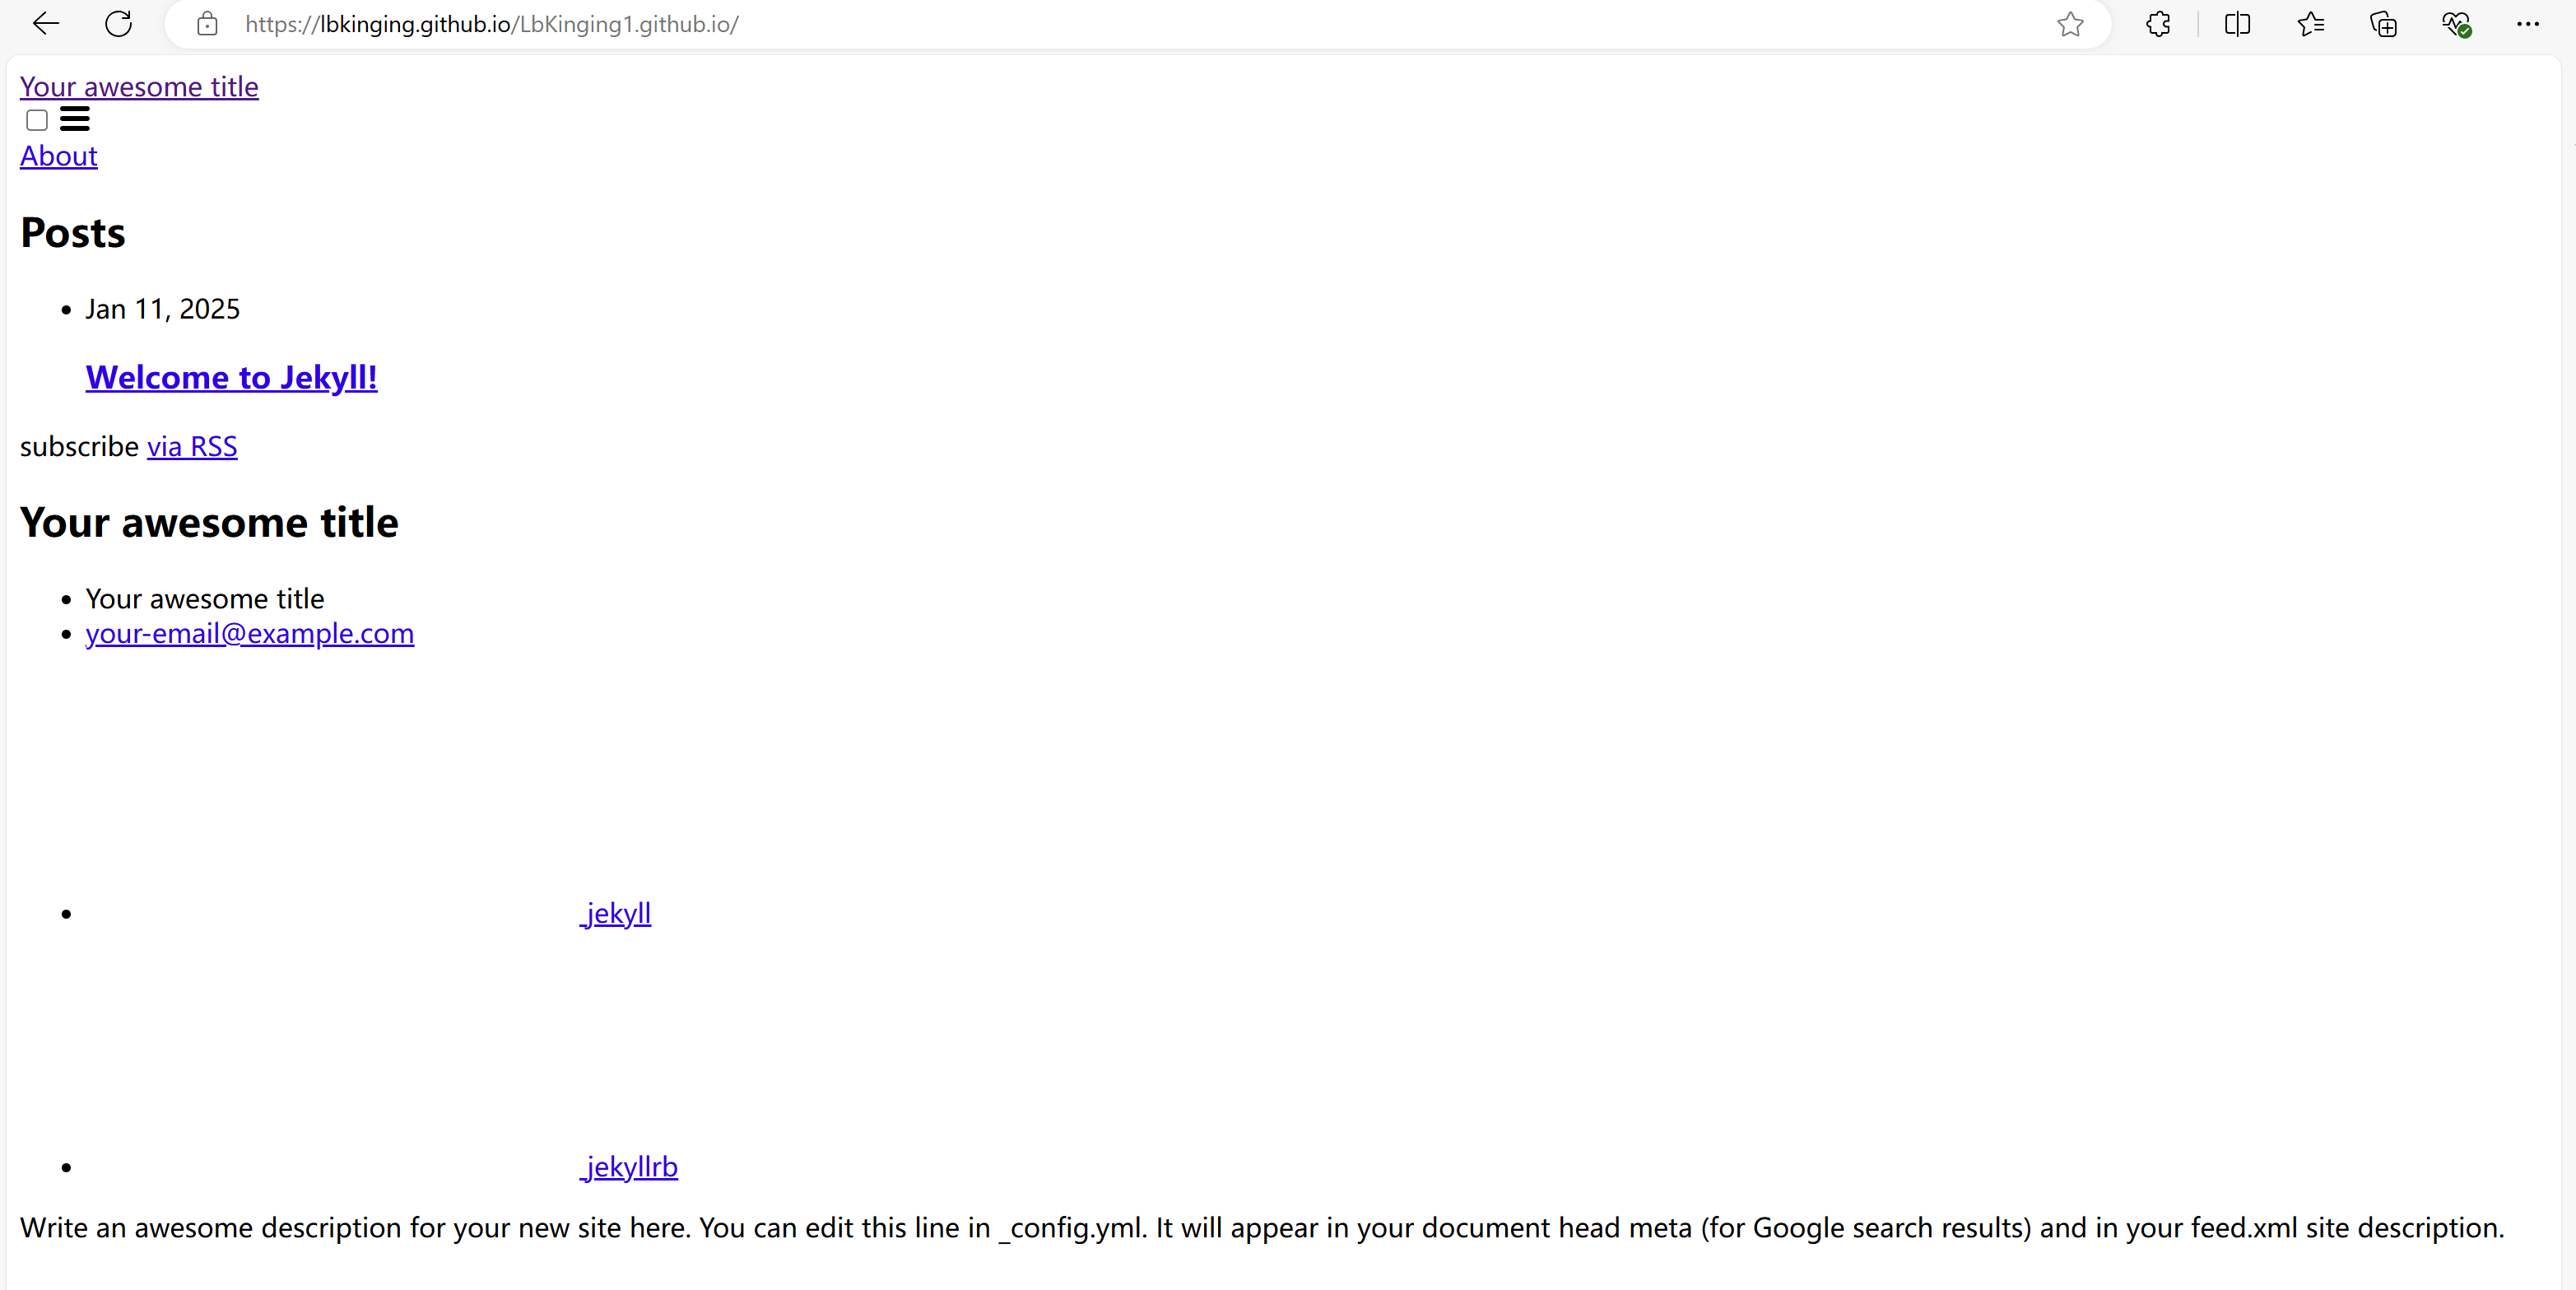 https://lbkinging.github.io/LbKinging1.github.io/
Your awesome title
About
Posts
Jan 11, 2025
Welcome to Jekyll!
subscribe via RSS
Your awesome title
Your awesome title
your-email@example.com
jekyll
jekyllrb
Write an awesome description for your new site here. You can edit this line in _config.yml. It will appear in your document head meta (for Google search results) and in your feed.xml site description.